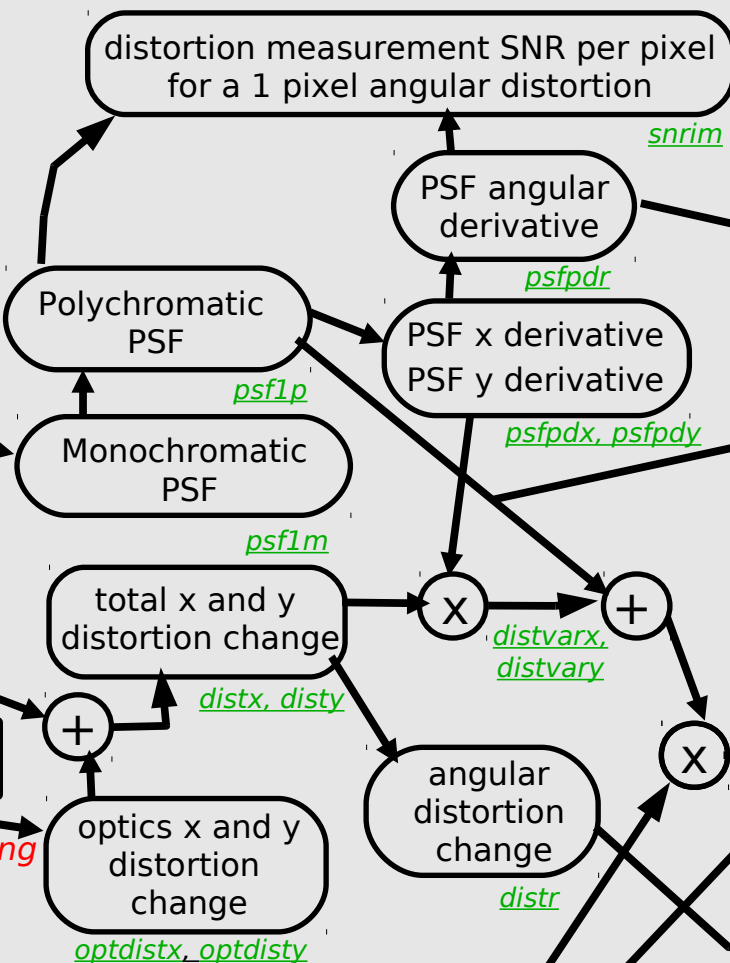 distortion measurement SNR per pixel
for a 1 pixel angular distortion
snrim
PSF angular
derivative
psfpdr
Polychromatic
PSF
psf1p
PSF x derivative
PSF y derivative
psfpdx, psfpdy
Monochromatic
PSF
psf1m
total x and y
distortion change
distx, disty
x
distvarx,
distvary
+
+
x
angular
distortion
change
distr
ng
optics x and y
distortion
change
optdistx, optdisty